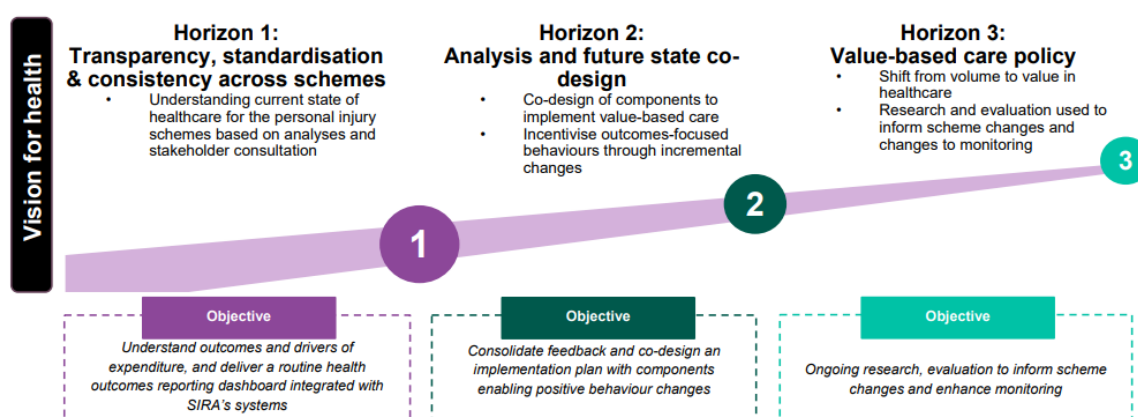 Vision for health
Horizon 1:
Transparency, standardisation
& consistency across schemes
• Understanding current state of
healthcare for the personal injury
schemes based on analyses and
stakeholder consultation
Horizon 2:
Analysis and future state co-
design
• Co-design of components to
implement value-based care
• Incentivise outcomes-focused
behaviours through incremental
changes
Horizon 3:
Value-based care policy
• Shift from volume to value in
healthcare
• Research and evaluation used to
inform scheme changes and
changes to monitoring
1
2
3
Objective
Understand outcomes and drivers of
expenditure, and deliver a routine health
outcomes reporting dashboard integrated with
SIRA's systems
Objective
Consolidate feedback and co-design an
implementation plan with components
enabling positive behaviour changes
Objective
Ongoing research, evaluation to inform scheme
changes and enhance monitoring